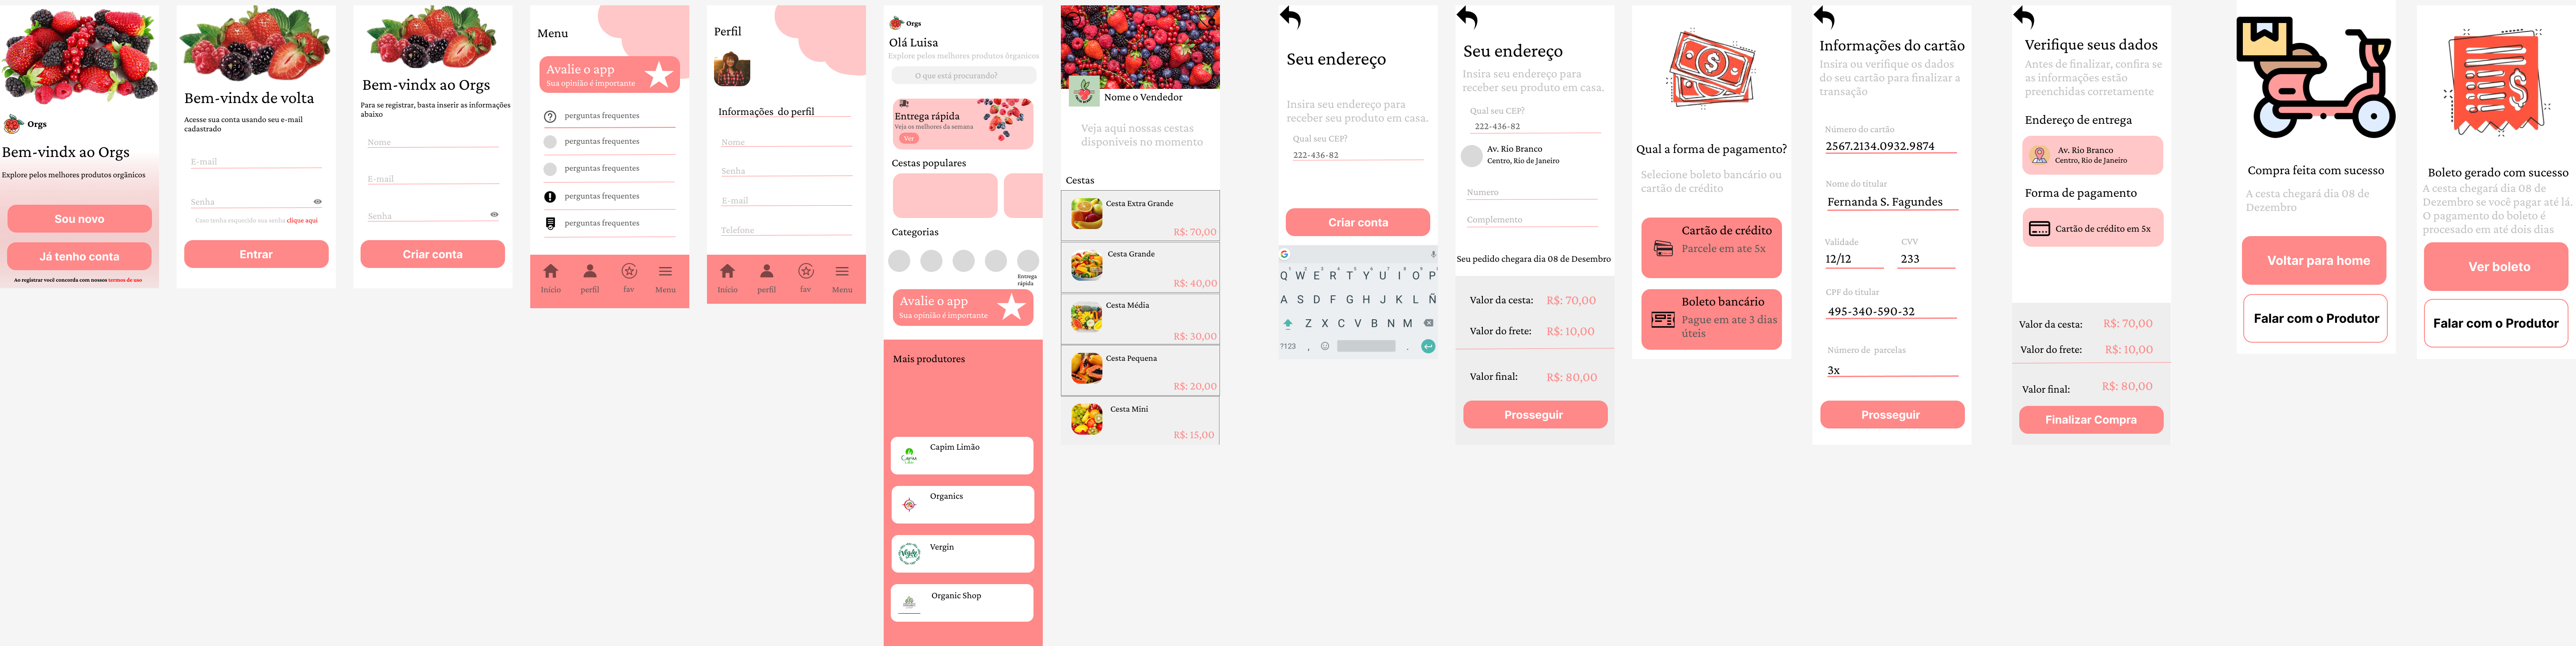 Orgs
Bem-vindx ao Orgs
Explore pelos melhores produtos orgânicos
Sou novo
Já tenho conta
Ao registrar você concorda com nossos termos de uso
Bem-vindx de volta
Acesse sua conta usando seu e-mail
cadastrado
E-mail
Senha
Caso tenha esquecido sua senha clique aqui
Entrar
Bem-vindx ao Orgs
Para se registrar, basta inserir as informações
abaixo
Nome
E-mail
Senha
Criar conta
Menu
Avalie o app
Sua opinião é importante
perguntas frequentes
perguntas frequentes
perguntas frequentes
perguntas frequentes
perguntas frequentes
Início
perfil
fav
Menu
Perfil
Informações do perfil
Nome
Senha
E-mail
Telefone
Início
perfil
fav
Menu
Orgs
Olá Luisa
Explore pelos melhores produtos órganicos
O que está procurando?
Entrega rápida
Veja os melhores da semana
Ver
Cestas populares
Categorias
Entrega
rápida
Avalie o app
Sua opinião é importante
Mais produtores
Capim Limão
Organics
Vergin
Organic Shop
Nome o Vendedor
Veja aqui nossas cestas
disponíveis no momento
Cestas
Cesta Extra Grande
R$: 70,00
Cesta Grande
R$: 40,00
Cesta Média
R$: 30,00
Cesta Pequena
R$: 20,00
Cesta Mini
R$: 15,00
Seu endereço
Insira seu endereço para
receber seu produto em casa.
Qual seu CEP?
222-436-82
Criar conta
Q W E R T Y U I O P
A S D F G H J K L Ñ
Z X C V B N M
?123 , .
Seu endereço
Insira seu endereço para
receber seu produto em casa.
Qual seu CEP?
222-436-82
Av. Rio Branco
Centro, Rio de Janeiro
Numero
Complemento
Seu pedido chegara dia 08 de Desembro
Valor da cesta: R$: 70,00
Valor do frete: R$: 10,00
Valor final: R$: 80,00
Prosseguir
Qual a forma de pagamento?
Selecione boleto bancário ou
cartão de crédito
Cartão de crédito
Parcele em ate 5x
Boleto bancário
Pague em ate 3 dias
úteis
Informações do cartão
Insira ou verifique os dados
do seu cartão para finalizar a
transação
Número do cartão
2567.2134.0932.9874
Nome do titular
Fernanda S. Fagundes
Validade CVV
12/12 233
CPF do titular
495-340-590-32
Número de parcelas
3x
Prosseguir
Verifique seus dados
Antes de finalizar, confira se
as informações estão
preenchidas corretamente
Endereço de entrega
Av. Rio Branco
Centro, Rio de Janeiro
Forma de pagamento
Cartão de crédito em 5x
Valor da cesta: R$: 70,00
Valor do frete: R$: 10,00
Valor final: R$: 80,00
Finalizar Compra
Compra feita com sucesso
A cesta chegará dia 08 de
Dezembro
Voltar para home
Falar com o Produtor
Boleto gerado com sucesso
A cesta chegará dia 08 de
Dezembro se você pagar até lá.
O pagamento do boleto é
procesado em até dois dias
Ver boleto
Falar com o Produtor